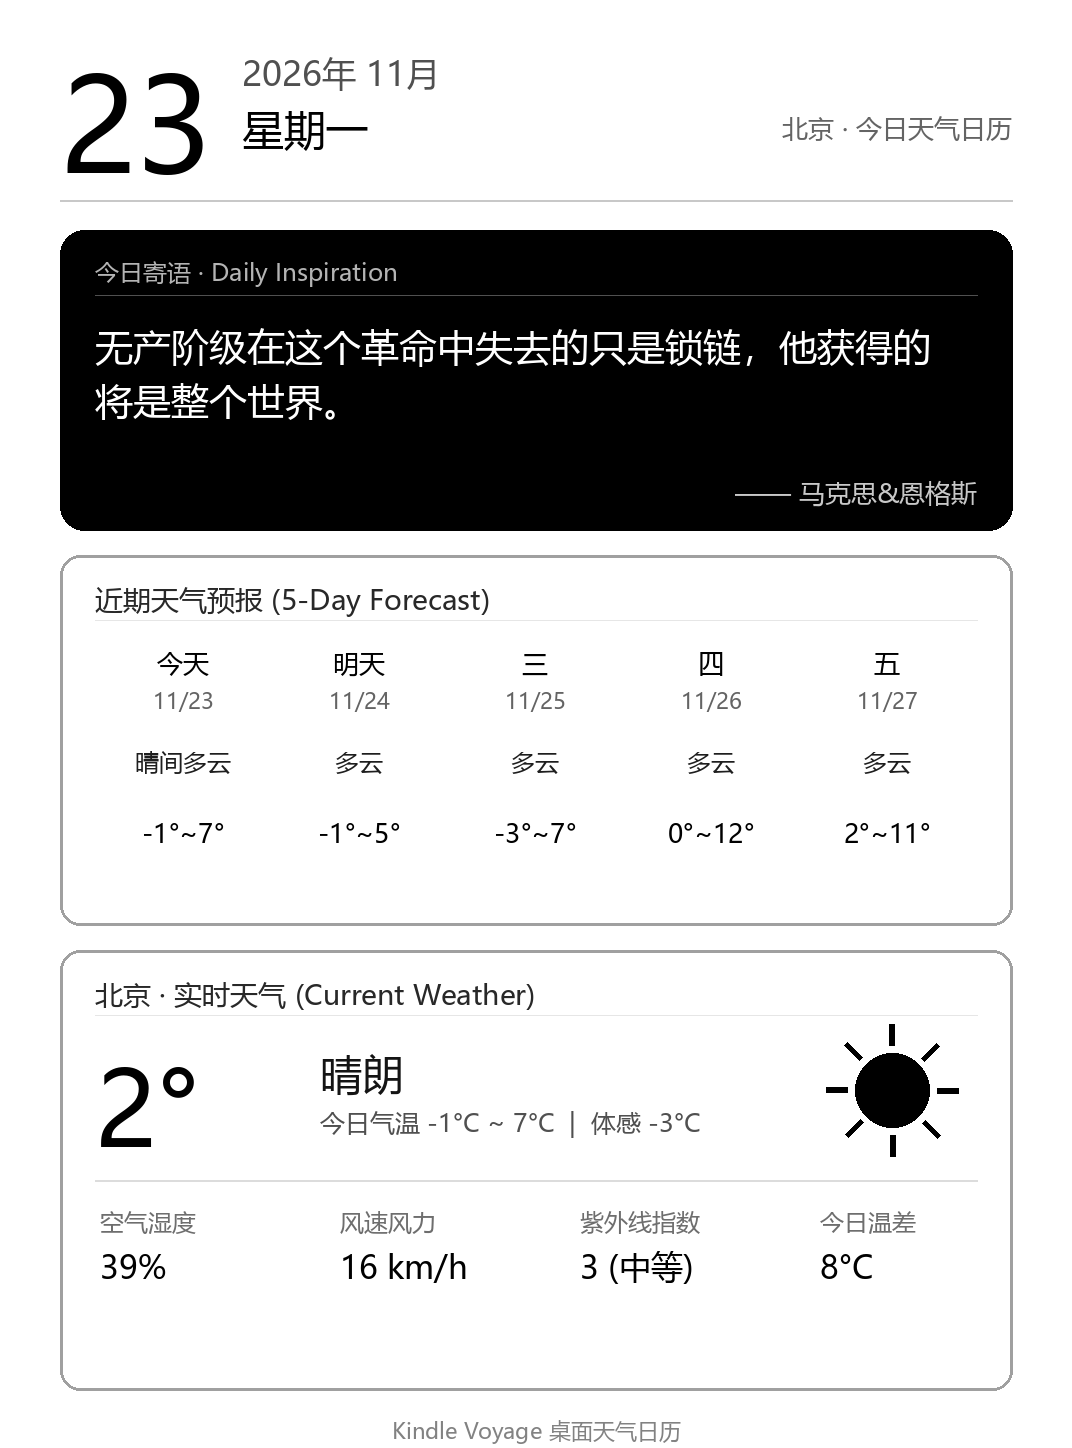 23
2026年 11月
星期一
北京 · 今日天气日历
今日寄语 · Daily Inspiration
无产阶级在这个革命中失去的只是锁链，他获得的
将是整个世界。
—— 马克思&恩格斯
近期天气预报 (5-Day Forecast)
今天 明天 三 四 五
11/23 11/24 11/25 11/26 11/27
晴间多云 多云 多云 多云 多云
-1°~7° -1°~5° -3°~7° 0°~12° 2°~11°
北京 · 实时天气 (Current Weather)
2°
晴朗
今日气温 -1°C ~ 7°C | 体感 -3°C
空气湿度 风速风力 紫外线指数 今日温差
39% 16 km/h 3 (中等) 8°C
Kindle Voyage 桌面天气日历